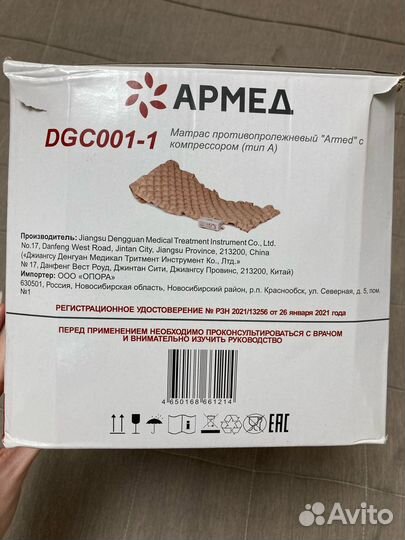 АРМЕД
DGC001-1
Матрас противопролежневый "Armed" с
компрессором (тип А)
Производитель: Jiangsu Dengguan Medical Treatment Instrument Co., Ltd.
No.17, Danfeng West Road, Jintan City, Jiangsu Province, 213200, China
(«Джиангсу Денгуан Медикал Тритмент Инструмент Ко., Лтд.»
№ 17, Данфенг Вест Роуд, Джинтан Сити, Джиангсу Провинс, 213200, Китай)
Импортер: ООО «ОПОРА»
630501, Россия, Новосибирская область, Новосибирский район, р.п. Краснообск, ул. Северная, д. 5, пом.
№1
РЕГИСТРАЦИОННОЕ УДОСТОВЕРЕНИЕ № РЗН 2021/13256 от 26 января 2021 года
ПЕРЕД ПРИМЕНЕНИЕМ НЕОБХОДИМО ПРОКОНСУЛЬТИРОВАТЬСЯ С ВРАЧОМ
И ВНИМАТЕЛЬНО ИЗУЧИТЬ РУКОВОДСТВО
4 650168 661214
EAC
Avito